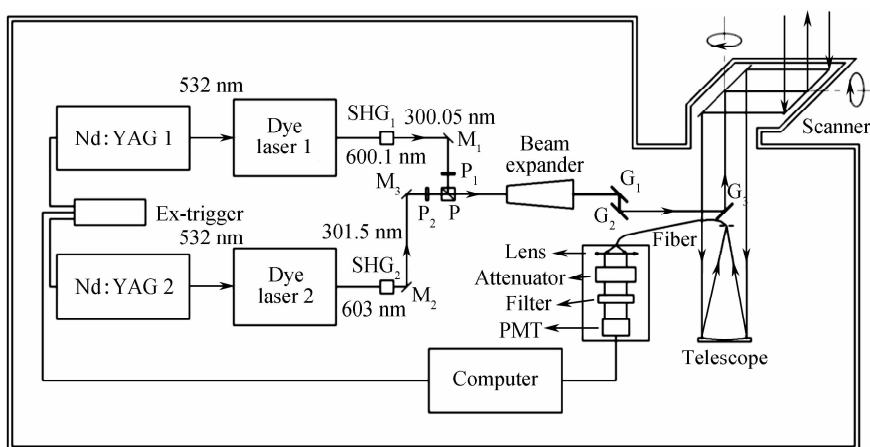 532 nm
Nd:YAG 1
Dye
laser 1
SHG1
300.05 nm
600.1 nm
M1
P1
Beam
expander
Scanner
M3
P2
P
G1
G2
G3
Ex-trigger
532 nm
301.5 nm
Fiber
Nd:YAG 2
Dye
laser 2
SHG2
603 nm
M2
Lens
Attenuator
Filter
PMT
Telescope
Computer